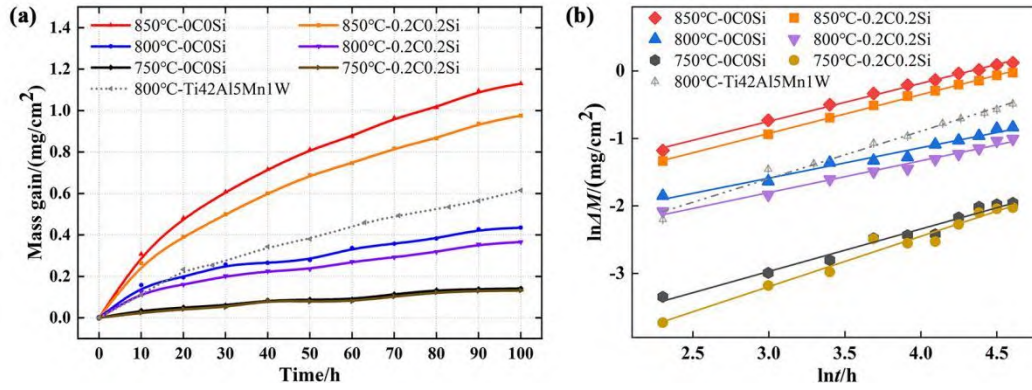 (a)
850℃-0C0Si
850℃-0.2C0.2Si
800℃-0C0Si
800℃-0.2C0.2Si
750℃-0C0Si
750℃-0.2C0.2Si
800℃-Ti42Al5Mn1W
Mass gain/(mg/cm²)
1.4
1.2
1.0
0.8
0.6
0.4
0.2
0.0
0 10 20 30 40 50 60 70 80 90 100
Time/h
(b)
850℃-0C0Si
850℃-0.2C0.2Si
800℃-0C0Si
800℃-0.2C0.2Si
750℃-0C0Si
750℃-0.2C0.2Si
800℃-Ti42Al5Mn1W
lnΔM/(mg/cm²)
0
-1
-2
-3
2.5 3.0 3.5 4.0 4.5
lnt/h